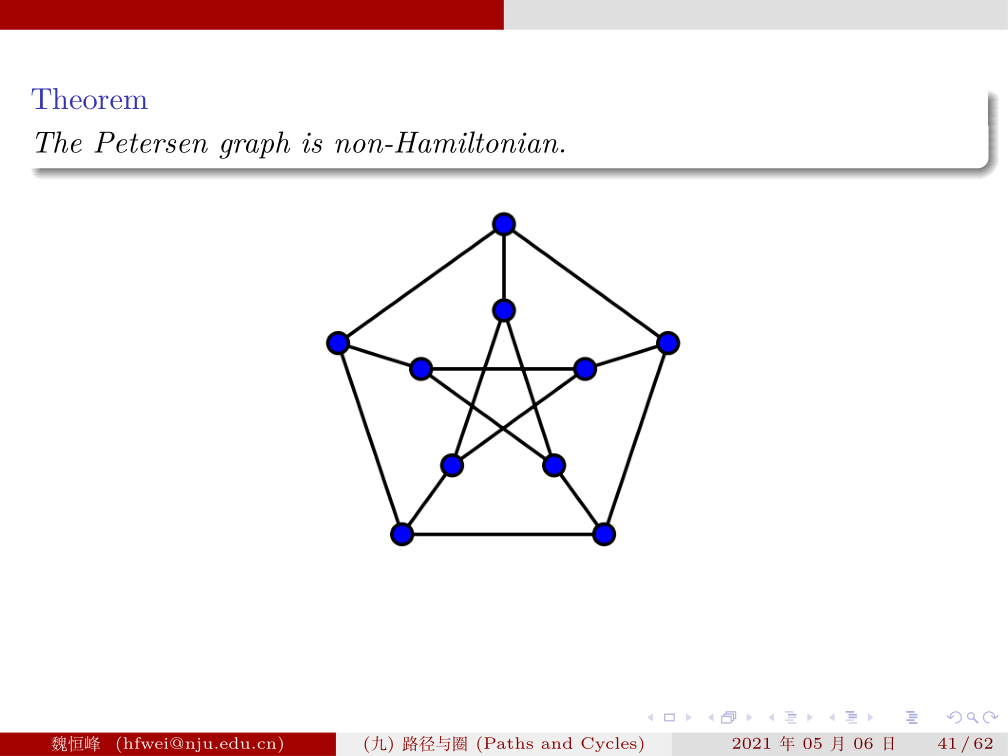 Theorem
The Petersen graph is non-Hamiltonian.
魏恒峰 (hfwei@nju.edu.cn) (九) 路径与圈 (Paths and Cycles) 2021 年 05 月 06 日 41 / 62